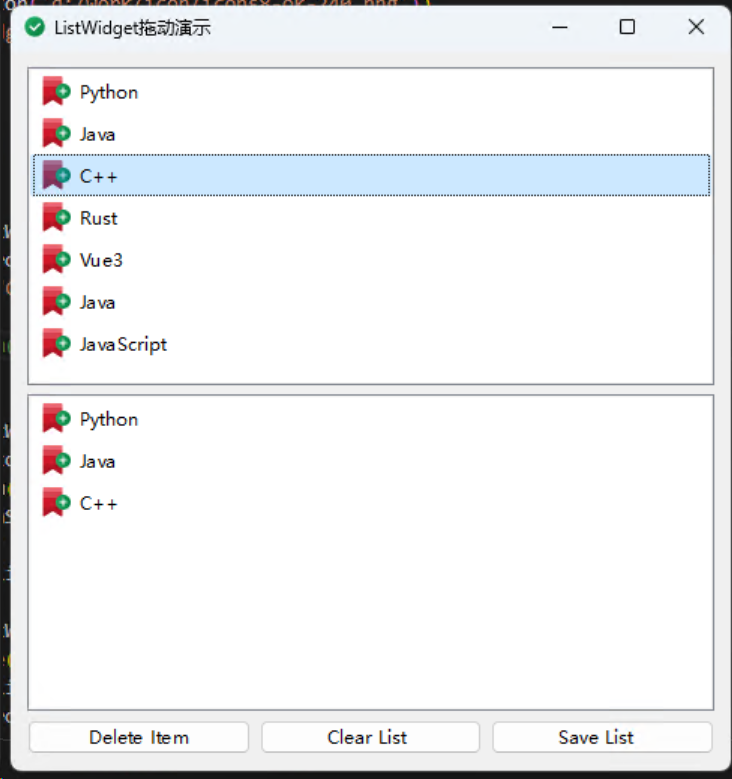 ListWidget拖动演示
Python
Java
C++
Rust
Vue3
Java
JavaScript
Python
Java
C++
Delete Item
Clear List
Save List